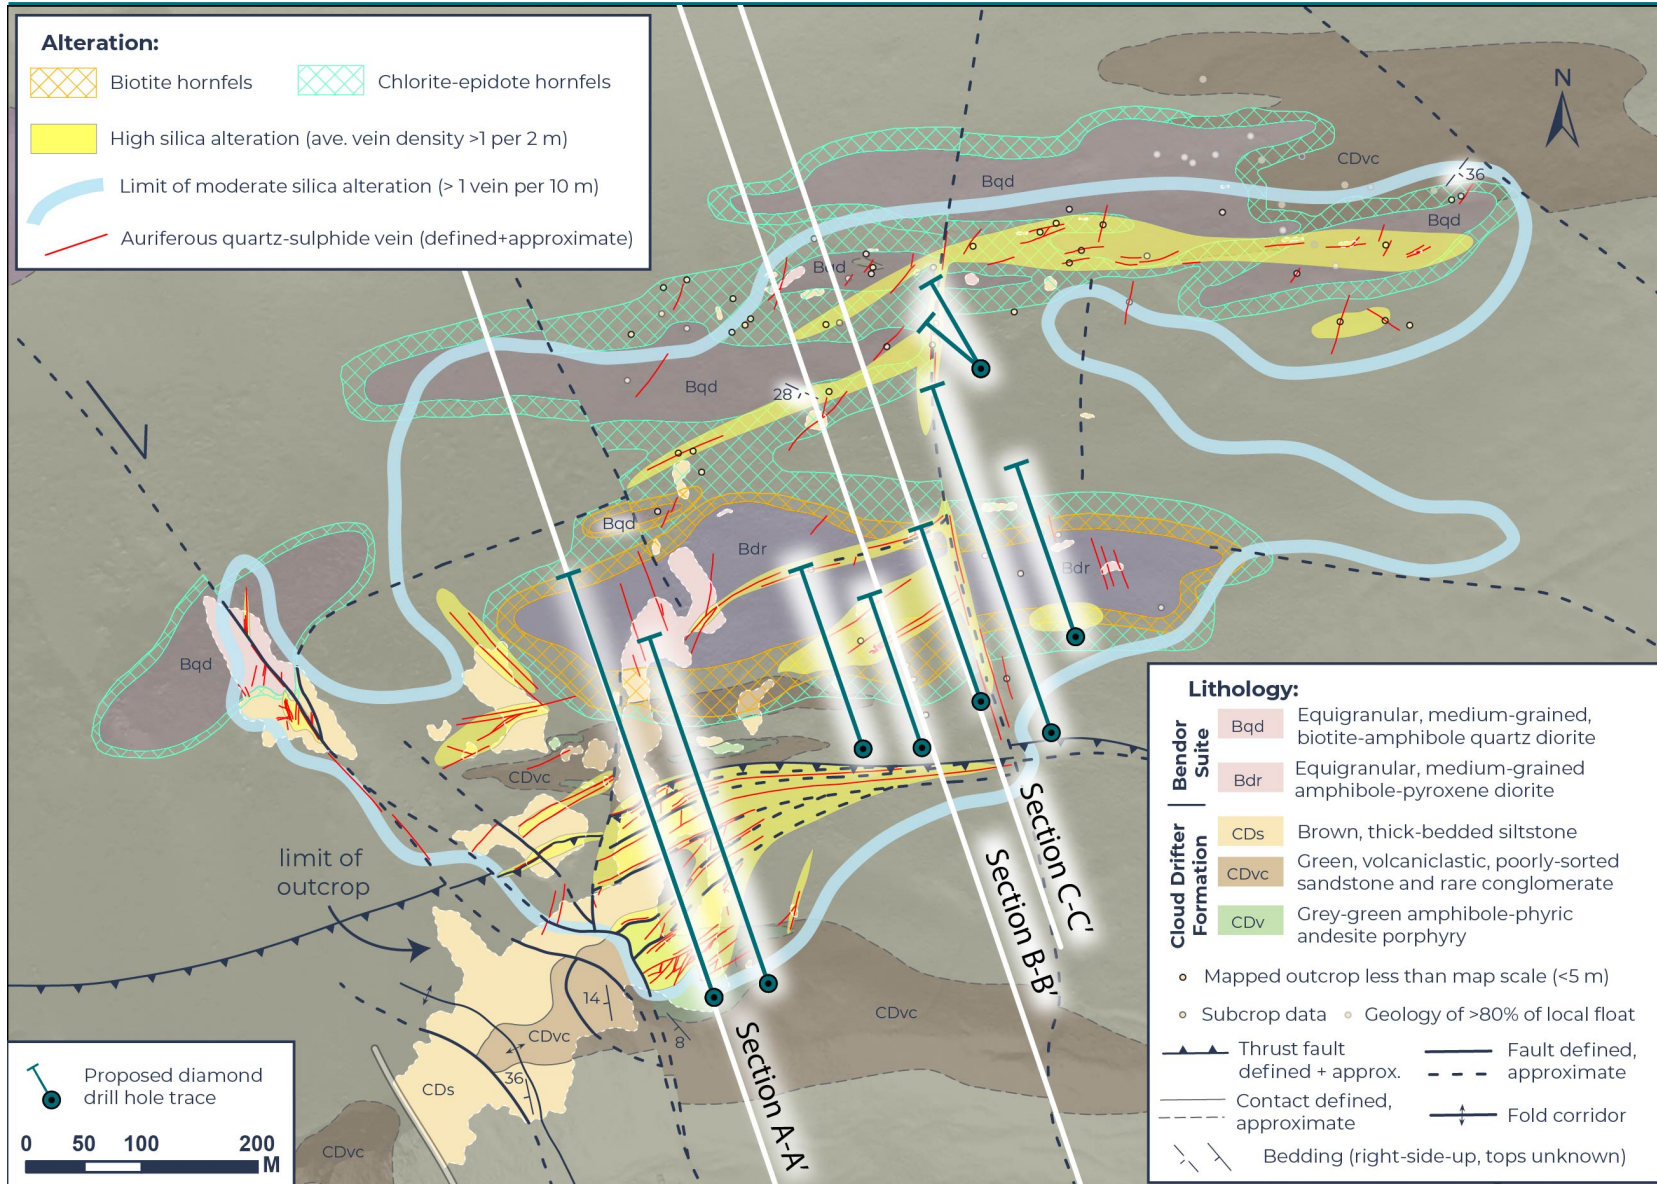 Alteration:
Biotite hornfels
Chlorite-epidote hornfels
High silica alteration (ave. vein density >1 per 2 m)
Limit of moderate silica alteration (> 1 vein per 10 m)
Auriferous quartz-sulphide vein (defined+approximate)
N
CDvc
Bqd
36
Bqd
Bqd
Bqd
28
Bqd
Bdr
Bdr
Bqd
CDvc
limit of
outcrop
14
CDvc
8
CDvc
36
CDs
CDvc
Section A-A'
Section B-B'
Section C-C'
Proposed diamond
drill hole trace
0 50 100 200
M
Lithology:
Bendor
Suite
Bqd
Equigranular, medium-grained,
biotite-amphibole quartz diorite
Bdr
Equigranular, medium-grained
amphibole-pyroxene diorite
Cloud Drifter
Formation
CDs
Brown, thick-bedded siltstone
CDvc
Green, volcaniclastic, poorly-sorted
sandstone and rare conglomerate
CDv
Grey-green amphibole-phyric
andesite porphyry
Mapped outcrop less than map scale (<5 m)
Subcrop data
Geology of >80% of local float
Thrust fault
defined + approx.
Fault defined,
approximate
Contact defined,
approximate
Fold corridor
Bedding (right-side-up, tops unknown)